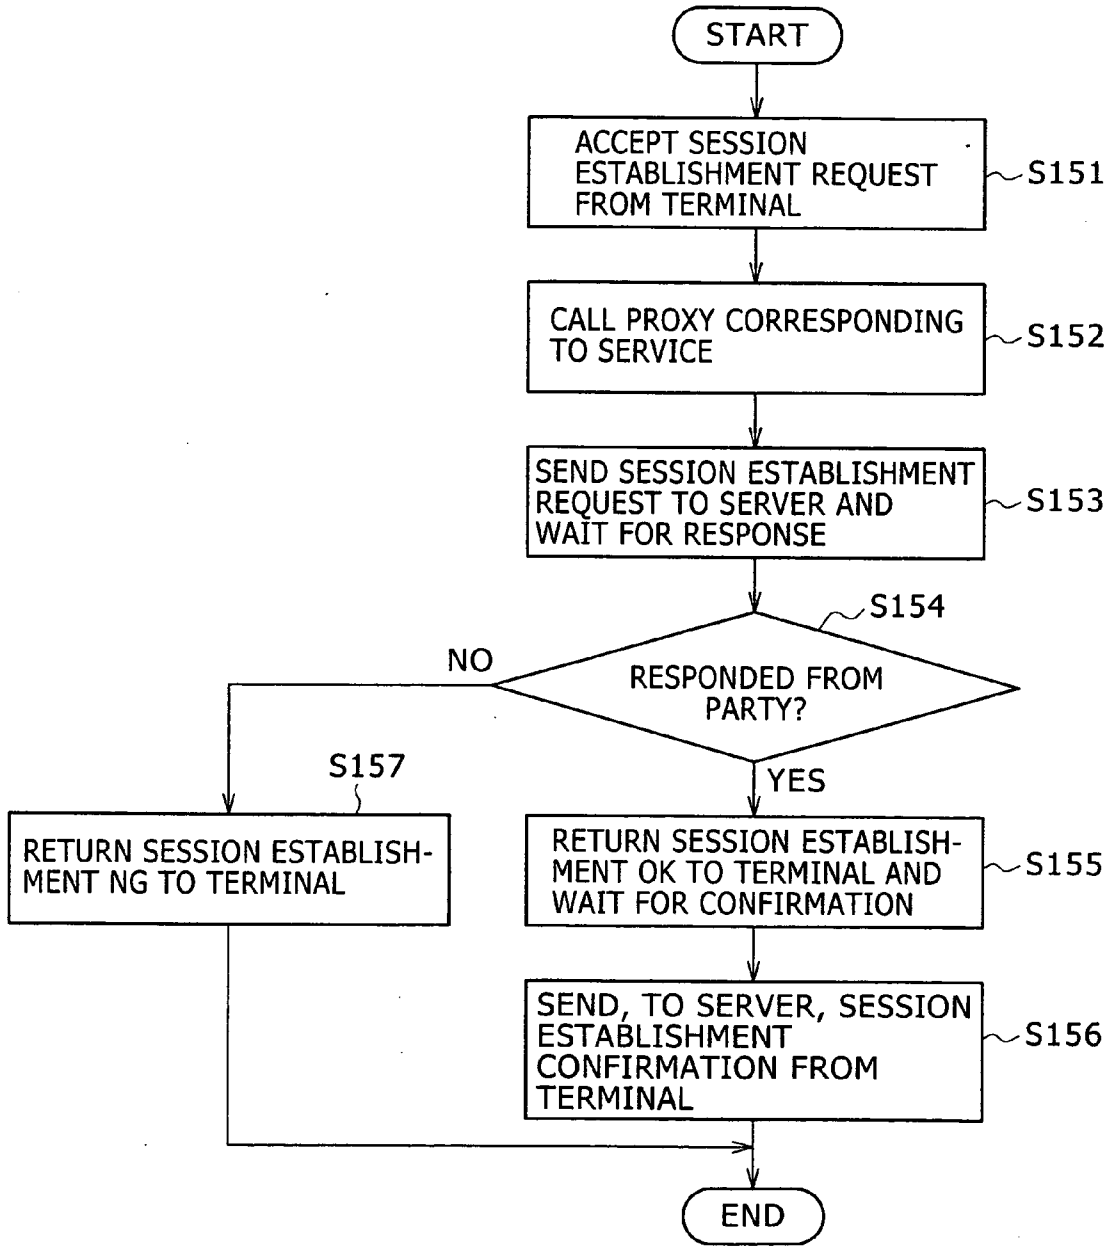 START
ACCEPT SESSION
ESTABLISHMENT REQUEST
FROM TERMINAL
S151
CALL PROXY CORRESPONDING
TO SERVICE
S152
SEND SESSION ESTABLISHMENT
REQUEST TO SERVER AND
WAIT FOR RESPONSE
S153
S154
NO
RESPONDED FROM
PARTY?
YES
S157
RETURN SESSION ESTABLISH-
MENT NG TO TERMINAL
RETURN SESSION ESTABLISH-
MENT OK TO TERMINAL AND
WAIT FOR CONFIRMATION
S155
SEND, TO SERVER, SESSION
ESTABLISHMENT
CONFIRMATION FROM
TERMINAL
S156
END